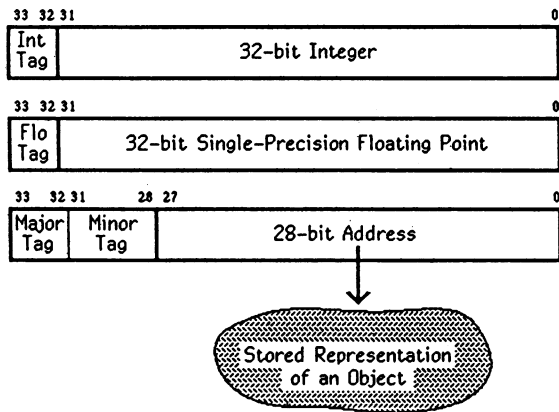 33 32 31 0
Int Tag 32-bit Integer
33 32 31 0
Flo Tag 32-bit Single-Precision Floating Point
33 32 31 28 27 0
Major Tag Minor Tag 28-bit Address
Stored Representation
of an Object